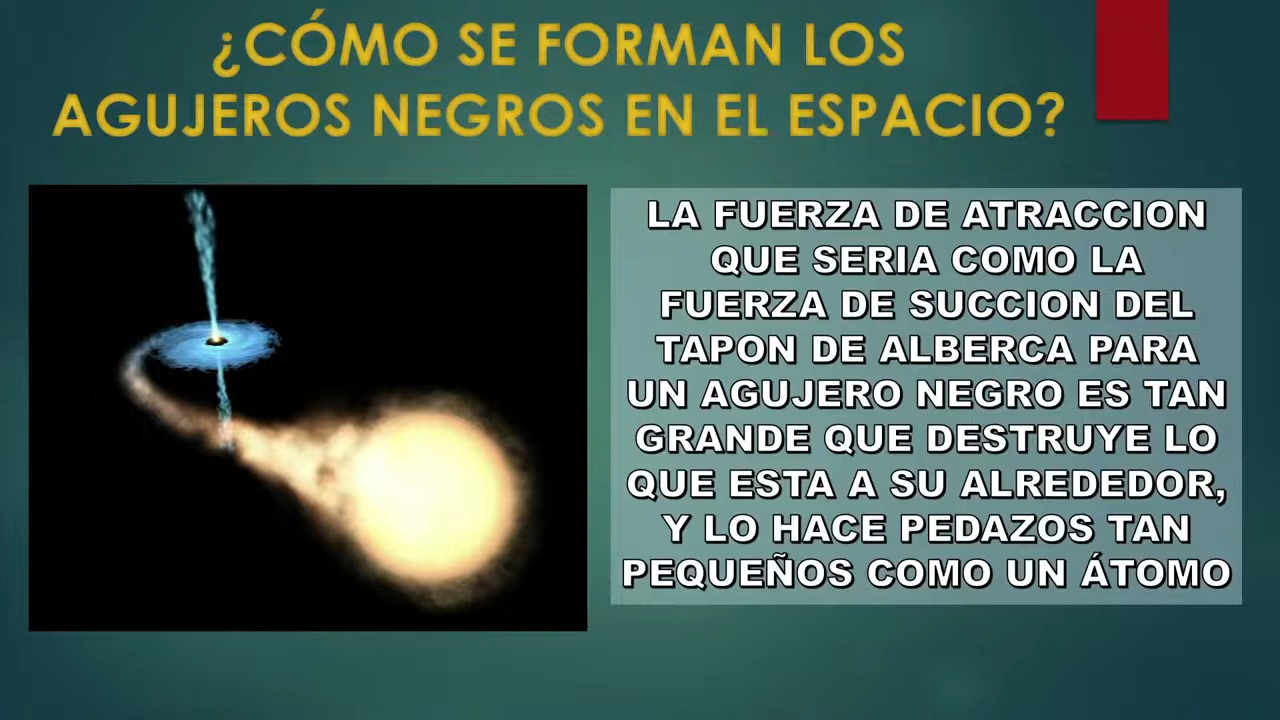 ¿CÓMO SE FORMAN LOS
AGUJEROS NEGROS EN EL ESPACIO?
LA FUERZA DE ATRACCION
QUE SERIA COMO LA
FUERZA DE SUCCION DEL
TAPON DE ALBERCA PARA
UN AGUJERO NEGRO ES TAN
GRANDE QUE DESTRUYE LO
QUE ESTA A SU ALREDEDOR,
Y LO HACE PEDAZOS TAN
PEQUEÑOS COMO UN ÁTOMO